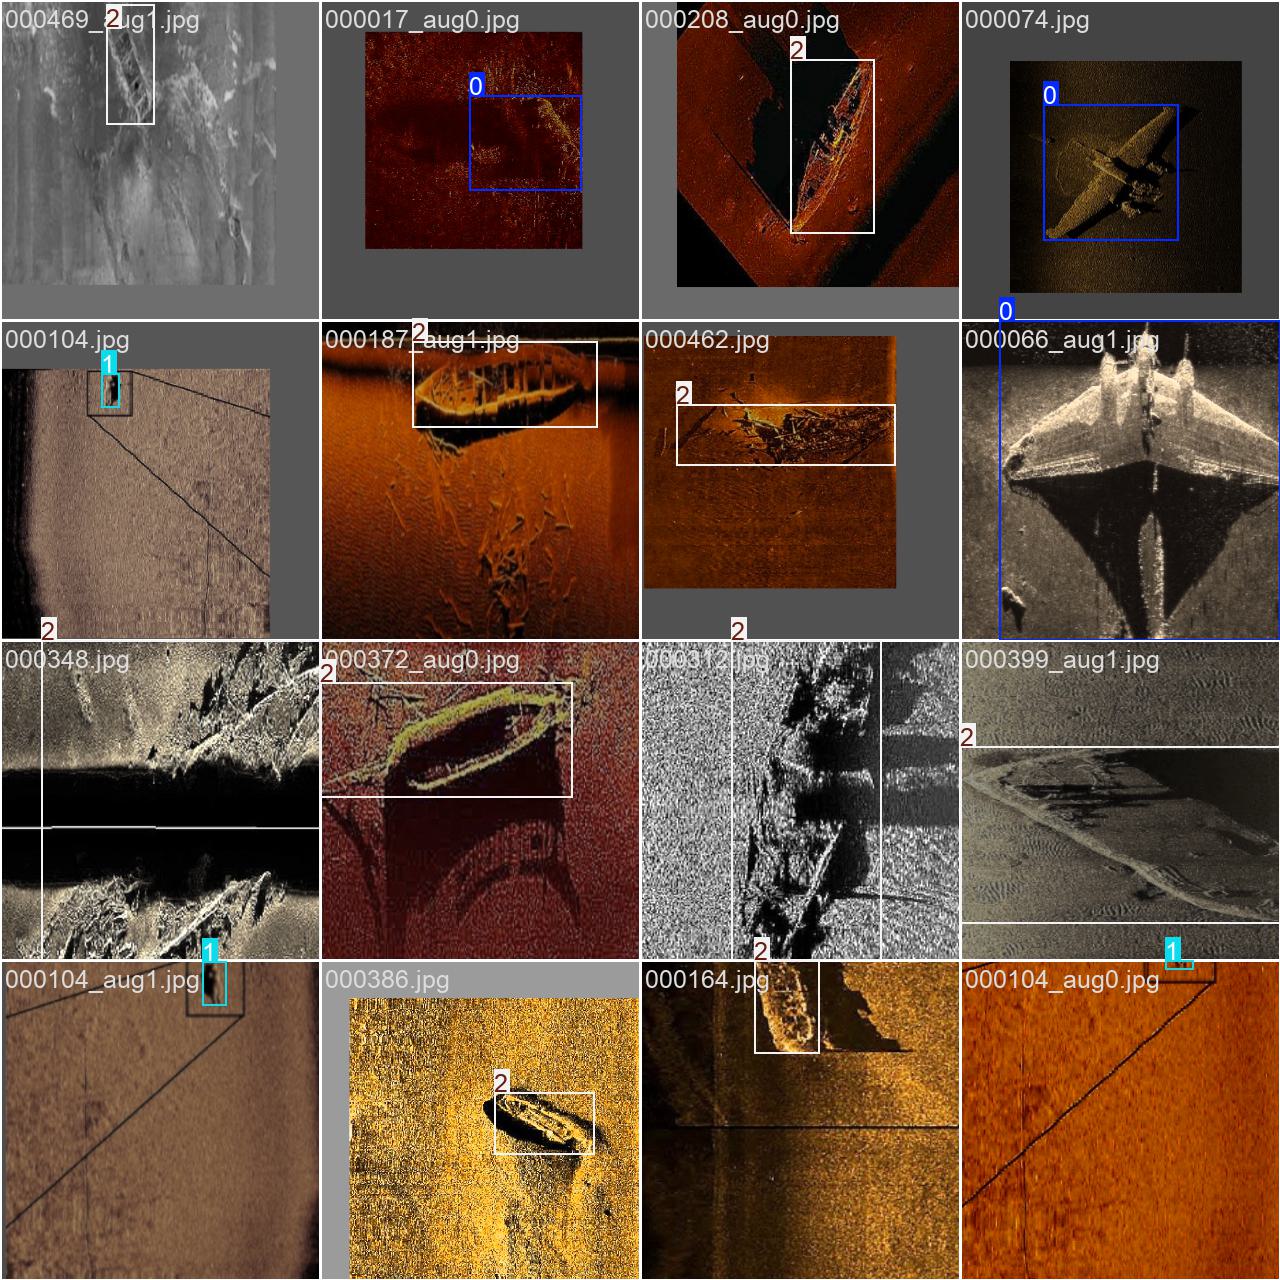 000469_aug1.jpg
2
000017_aug0.jpg
0
000208_aug0.jpg
2
000074.jpg
0
000104.jpg
1
000187_aug1.jpg
2
000462.jpg
2
000066_aug1.jpg
0
000348.jpg
2
000372_aug0.jpg
2
000312.jpg
2
000399_aug1.jpg
2
000104_aug1.jpg
1
000386.jpg
2
000164.jpg
2
000104_aug0.jpg
1